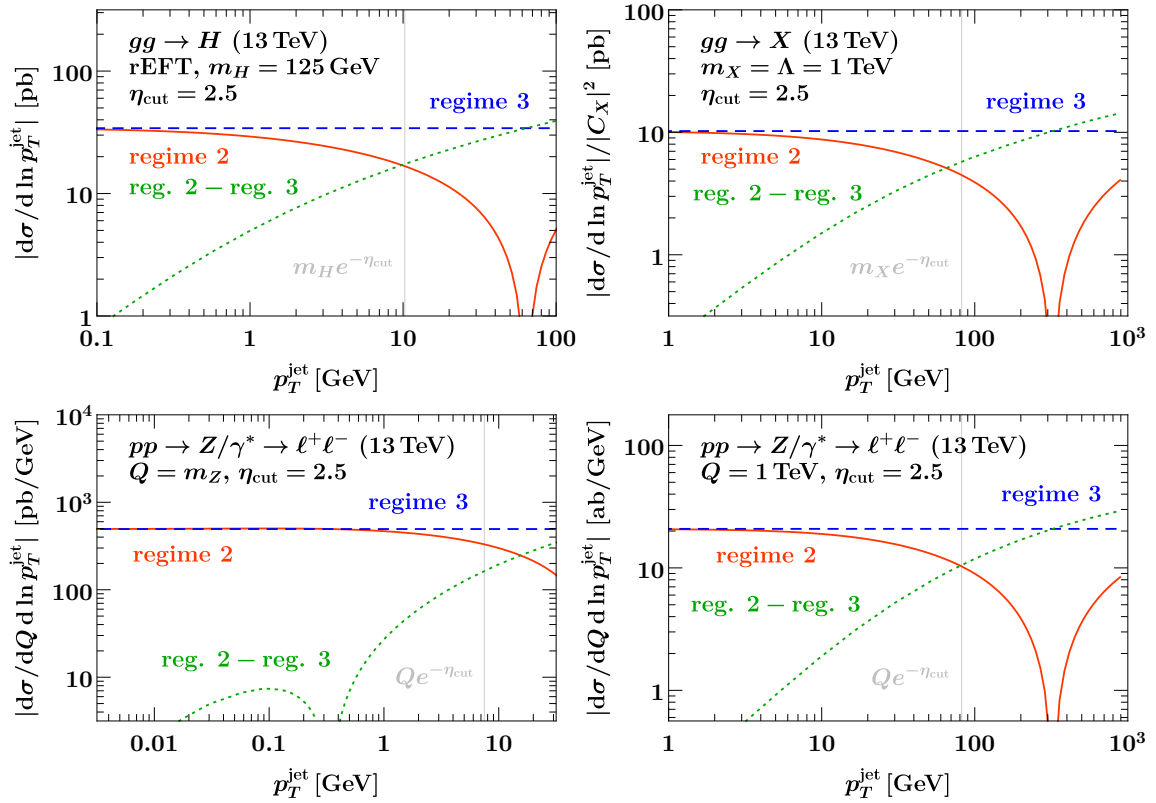 gg → H (13 TeV)
rEFT, m_H = 125 GeV
η_cut = 2.5
regime 3
regime 2
reg. 2 − reg. 3
m_H e^{−η_cut}
|dσ/d ln p_T^jet| [pb]
100
10
1
0.1
1
10
100
p_T^jet [GeV]
gg → X (13 TeV)
m_X = Λ = 1 TeV
η_cut = 2.5
regime 3
regime 2
reg. 2 − reg. 3
m_X e^{−η_cut}
|dσ/d ln p_T^jet|/|C_X|^2 [pb]
100
10
1
1
10
100
10^3
p_T^jet [GeV]
pp → Z/γ* → ℓ^+ℓ^− (13 TeV)
Q = m_Z, η_cut = 2.5
regime 3
regime 2
reg. 2 − reg. 3
Qe^{−η_cut}
|dσ/dQ d ln p_T^jet| [pb/GeV]
10^4
10^3
100
10
0.01
0.1
1
10
p_T^jet [GeV]
pp → Z/γ* → ℓ^+ℓ^− (13 TeV)
Q = 1 TeV, η_cut = 2.5
regime 3
regime 2
reg. 2 − reg. 3
Qe^{−η_cut}
|dσ/dQ d ln p_T^jet| [ab/GeV]
100
10
1
1
10
100
10^3
p_T^jet [GeV]